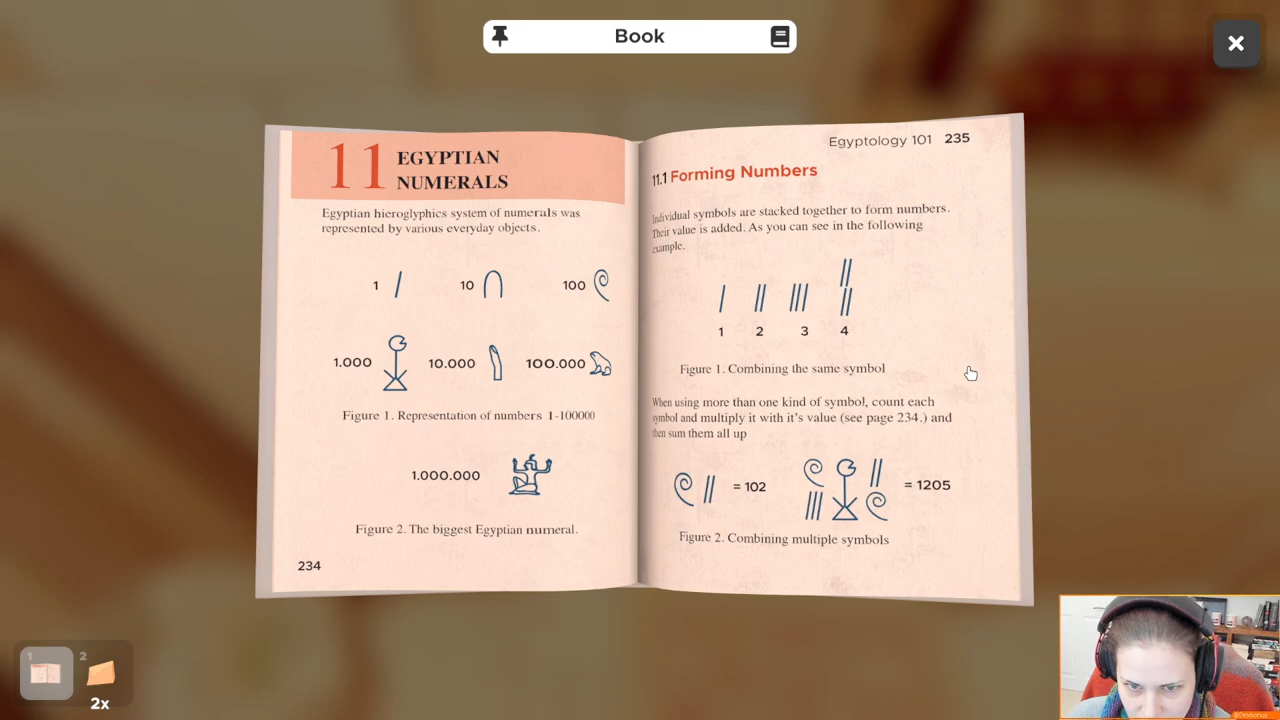 Book
11 EGYPTIAN
NUMERALS
Egyptian hieroglyphics system of numerals was
represented by various everyday objects.
1 10 100
1.000 10.000 100.000
Figure 1. Representation of numbers 1-100000
1.000.000
Figure 2. The biggest Egyptian numeral.
234
Egyptology 101 235
11.1 Forming Numbers
Individual symbols are stacked together to form numbers.
Their value is added. As you can see in the following
example.
1 2 3 4
Figure 1. Combining the same symbol
When using more than one kind of symbol, count each
symbol and multiply it with it's value (see page 234.) and
then sum them all up
= 102 = 1205
Figure 2. Combining multiple symbols
1 2
2x